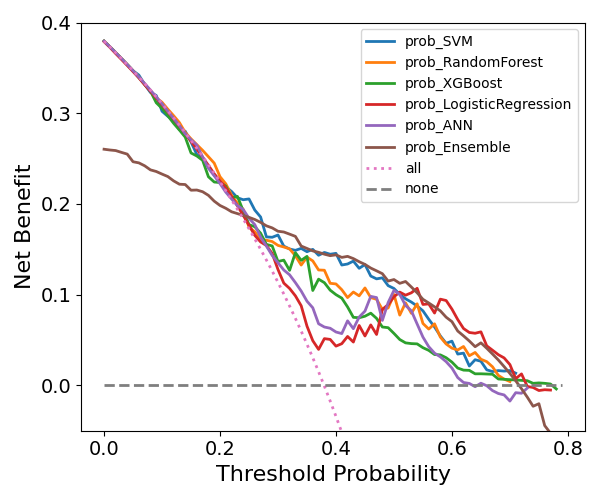 prob_SVM
prob_RandomForest
prob_XGBoost
prob_LogisticRegression
prob_ANN
prob_Ensemble
all
none
Net Benefit
0.4
0.3
0.2
0.1
0.0
0.0 0.2 0.4 0.6 0.8
Threshold Probability